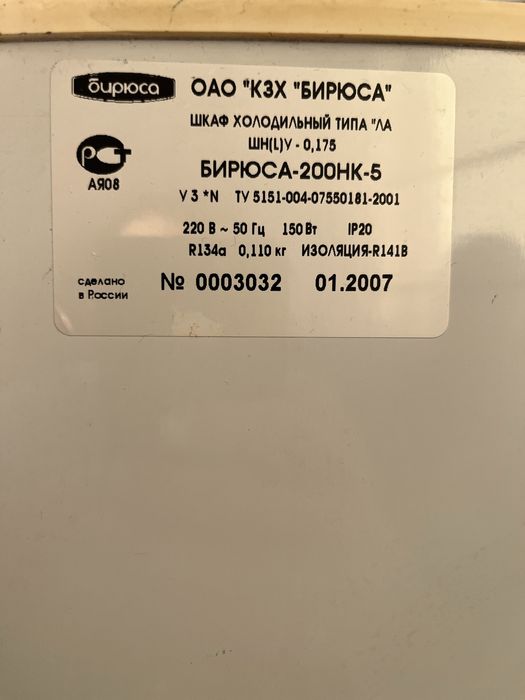 бирюса
ОАО "КЗХ "БИРЮСА"
ШКАФ ХОЛОДИЛЬНЫЙ ТИПА "ЛА
ШН(L)V - 0,175
РСТ
АЯ08
БИРЮСА-200НК-5
V 3 *N ТУ 5151-004-07550181-2001
220 В ~ 50 Гц 150 Вт IP20
R134a 0,110 кг ИЗОЛЯЦИЯ-R141B
сделано
в России
№ 0003032 01.2007